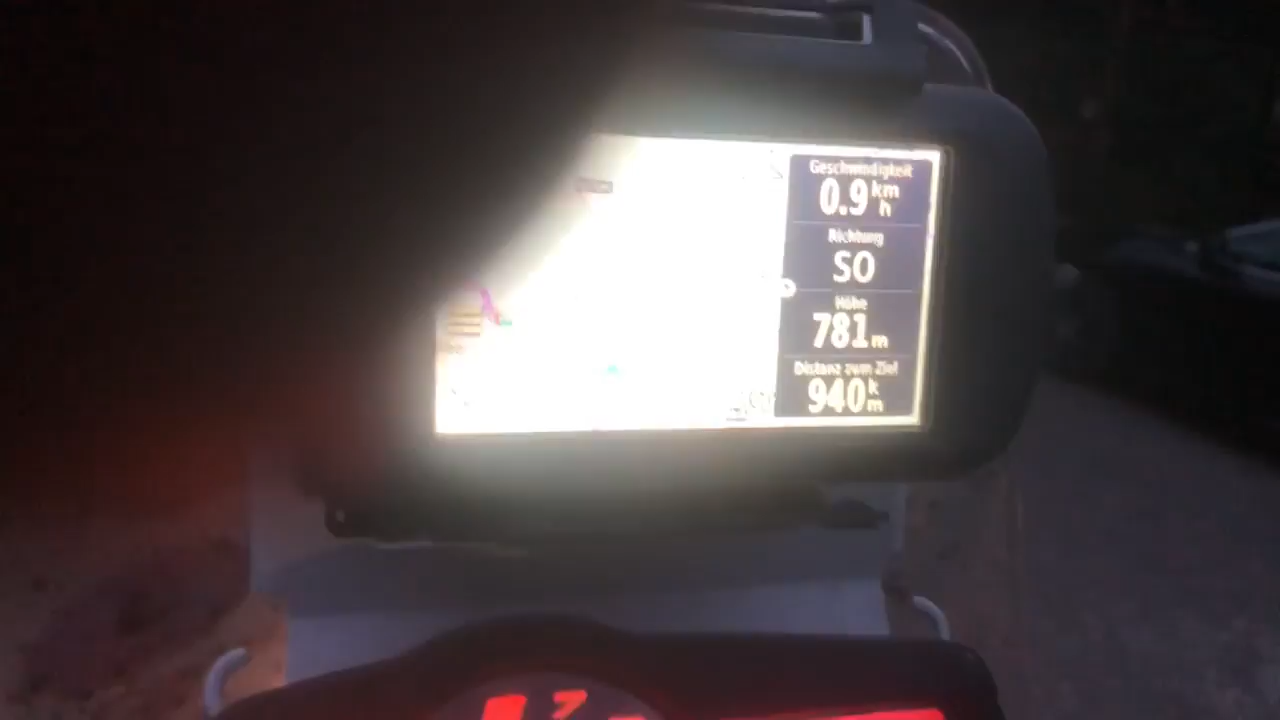 Geschwindigkeit
0.9 km/h
Richtung
SO
Höhe
781 m
Distanz zum Ziel
940 km